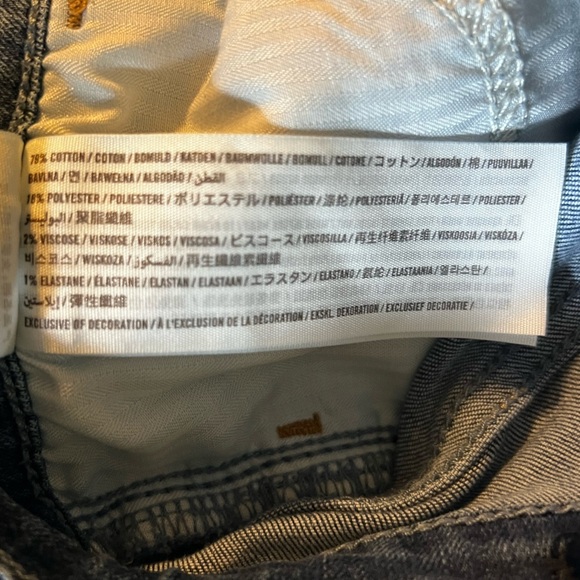 79% COTTON / COTON / BOMULD / KATOEN / BAUMWOLLE / BOMULL / COTONE / コットン / ALGODÓN / 棉 / PUUVILLAA /
BAVLNA / 면 / BAWEŁNA / ALGODÃO / القطن /
18% POLYESTER / POLIESTERE / ポリエステル / POLIÉSTER / 涤纶 / POLYESTERIÄ / 폴리에스테르 / POLIESTER /
البوليستر / 聚脂纖維
2% VISCOSE / VISKOSE / VISKOS / VISCOSA / ビスコース / VISCOSILLA / 再生纤维素纤维 / VISKOOSIA / VISKÓZA /
비스코스 / WISKOZA / الفسكوز / 再生纖維素纖維
1% ELASTANE / ÉLASTANE / ELASTAN / ELASTAAN / エラスタン / ELASTANO / 氨纶 / ELASTAANIA / 엘라스탄 /
إيلاستين / 彈性纖維
EXCLUSIVE OF DECORATION / À L'EXCLUSION DE LA DÉCORATION / EKSKL. DEKORATION / EXCLUSIEF DECORATIE /